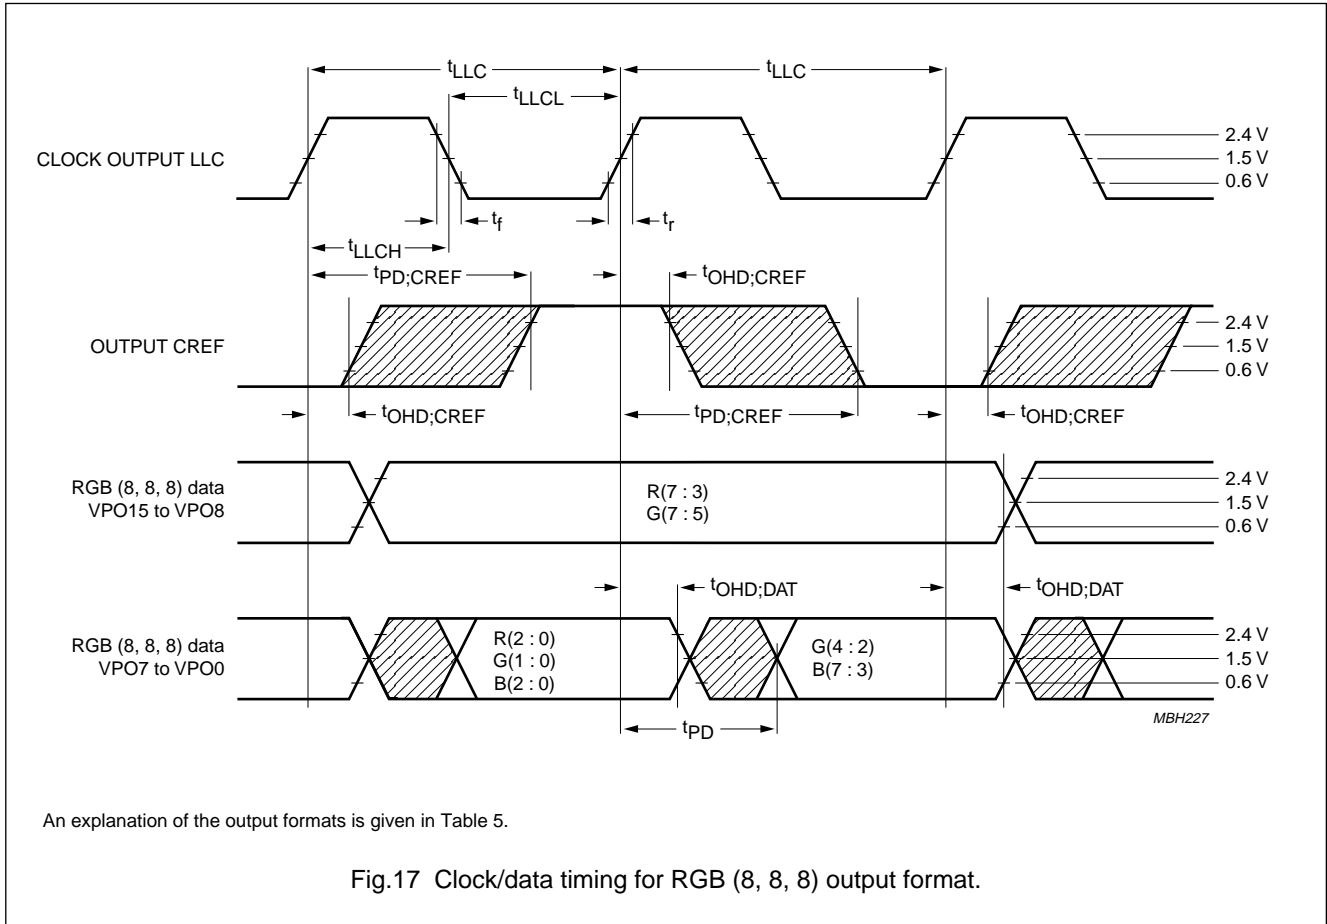 tLLC tLLC
tLLCL
CLOCK OUTPUT LLC
2.4 V
1.5 V
0.6 V
tf tr
tLLCH
tPD;CREF tOHD;CREF
OUTPUT CREF
2.4 V
1.5 V
0.6 V
tOHD;CREF tPD;CREF tOHD;CREF
RGB (8, 8, 8) data
VPO15 to VPO8
R(7 : 3)
G(7 : 5)
2.4 V
1.5 V
0.6 V
tOHD;DAT tOHD;DAT
RGB (8, 8, 8) data
VPO7 to VPO0
R(2 : 0)
G(1 : 0)
B(2 : 0)
G(4 : 2)
B(7 : 3)
2.4 V
1.5 V
0.6 V
tPD
MBH227
An explanation of the output formats is given in Table 5.
Fig.17 Clock/data timing for RGB (8, 8, 8) output format.